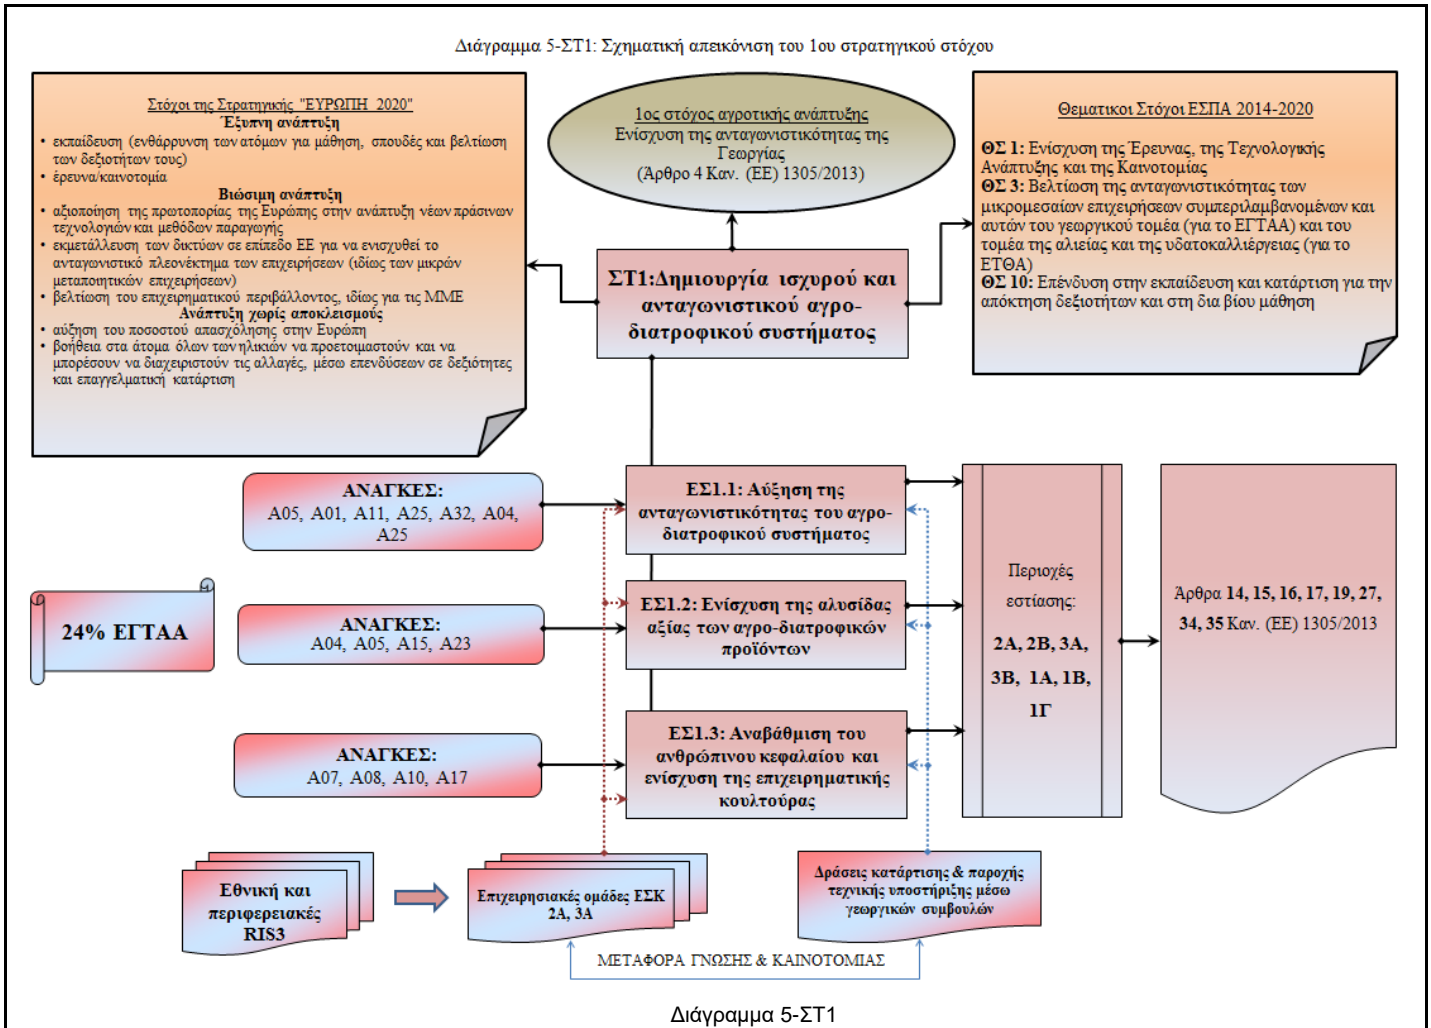 Διάγραμμα 5-ΣΤ1: Σχηματική απεικόνιση του 1ου στρατηγικού στόχου
Στόχοι της Στρατηγικής "ΕΥΡΩΠΗ 2020"
Έξυπνη ανάπτυξη
• εκπαίδευση (ενθάρρυνση των ατόμων για μάθηση, σπουδές και βελτίωση
των δεξιοτήτων τους)
• έρευνα/καινοτομία
Βιώσιμη ανάπτυξη
• αξιοποίηση της πρωτοπορίας της Ευρώπης στην ανάπτυξη νέων πράσινων
τεχνολογιών και μεθόδων παραγωγής
• εκμετάλλευση των δικτύων σε επίπεδο ΕΕ για να ενισχυθεί το
ανταγωνιστικό πλεονέκτημα των επιχειρήσεων (ιδίως των μικρών
μεταποιητικών επιχειρήσεων)
• βελτίωση του επιχειρηματικού περιβάλλοντος, ιδίως για τις ΜΜΕ
Ανάπτυξη χωρίς αποκλεισμούς
• αύξηση του ποσοστού απασχόλησης στην Ευρώπη
• βοήθεια στα άτομα όλων των ηλικιών να προετοιμαστούν και να
μπορέσουν να διαχειριστούν τις αλλαγές, μέσω επενδύσεων σε δεξιότητες
και επαγγελματική κατάρτιση
1ος στόχος αγροτικής ανάπτυξης
Ενίσχυση της ανταγωνιστικότητας της
Γεωργίας
(Άρθρο 4 Καν. (ΕΕ) 1305/2013)
Θεματικοι Στόχοι ΕΣΠΑ 2014-2020
ΘΣ 1: Ενίσχυση της Έρευνας, της Τεχνολογικής
Ανάπτυξης και της Καινοτομίας
ΘΣ 3: Βελτίωση της ανταγωνιστικότητας των
μικρομεσαίων επιχειρήσεων συμπεριλαμβανομένων και
αυτών του γεωργικού τομέα (για το ΕΓΤΑΑ) και του
τομέα της αλιείας και της υδατοκαλλιέργειας (για το
ΕΤΘΑ)
ΘΣ 10: Επένδυση στην εκπαίδευση και κατάρτιση για την
απόκτηση δεξιοτήτων και στη δια βίου μάθηση
ΣΤ1:Δημιουργία ισχυρού και
ανταγωνιστικού αγρο-
διατροφικού συστήματος
ΑΝΑΓΚΕΣ:
Α05, Α01, Α11, Α25, Α32, Α04,
Α25
ΕΣ1.1: Αύξηση της
ανταγωνιστικότητας του αγρο-
διατροφικού συστήματος
24% ΕΓΤΑΑ
ΑΝΑΓΚΕΣ:
Α04, Α05, Α15, Α23
ΕΣ1.2: Ενίσχυση της αλυσίδας
αξίας των αγρο-διατροφικών
προϊόντων
ΑΝΑΓΚΕΣ:
Α07, Α08, Α10, Α17
ΕΣ1.3: Αναβάθμιση του
ανθρώπινου κεφαλαίου και
ενίσχυση της επιχειρηματικής
κουλτούρας
Περιοχές
εστίασης:
2Α, 2Β, 3Α,
3Β, 1Α, 1Β,
1Γ
Άρθρα 14, 15, 16, 17, 19, 27,
34, 35 Καν. (ΕΕ) 1305/2013
Εθνική και
περιφερειακές
RIS3
Επιχειρησιακές ομάδες ΕΣΚ
2Α, 3Α
Δράσεις κατάρτισης & παροχής
τεχνικής υποστήριξης μέσω
γεωργικών συμβουλών
ΜΕΤΑΦΟΡΑ ΓΝΩΣΗΣ & ΚΑΙΝΟΤΟΜΙΑΣ
Διάγραμμα 5-ΣΤ1